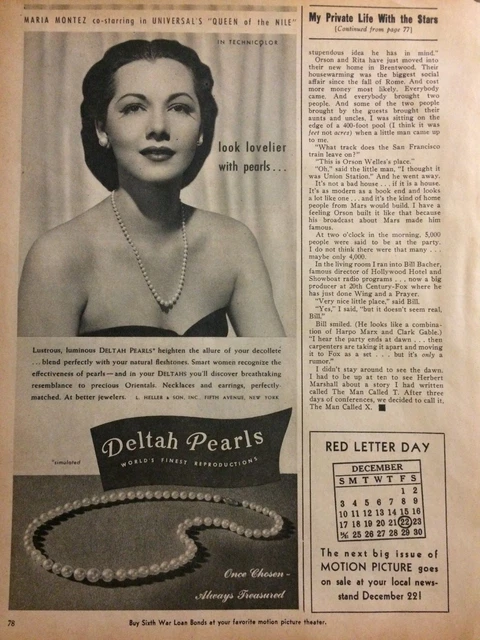 MARIA MONTEZ co-starring in UNIVERSAL'S "QUEEN of the NILE"
IN TECHNICOLOR
look lovelier
with pearls...
Lustrous, luminous DELTAH PEARLS* heighten the allure of your decollete
...blend perfectly with your natural fleshtones. Smart women recognize the
effectiveness of pearls—and in your DELTAHS you'll discover breathtaking
resemblance to precious Orientals. Necklaces and earrings, perfectly-
matched. At better jewelers. L. HELLER & SON, INC., FIFTH AVENUE, NEW YORK
Deltah Pearls
WORLD'S FINEST REPRODUCTIONS
*simulated
Once Chosen-
Always Treasured
My Private Life With the Stars
(Continued from page 77)
stupendous idea he has in mind."
Orson and Rita have just moved into
their new home in Brentwood. Their
housewarming was the biggest social
affair since the fall of Rome. And cost
more money most likely. Everybody
came. And everybody brought two
people. And some of the two people
brought by the guests brought their
aunts and uncles. I was sitting on the
edge of a 400-foot pool (I think it was
feet not acres) when a little man came up
to me.
"What track does the San Francisco
train leave on?"
"This is Orson Welles's place."
"Oh," said the little man, "I thought it
was Union Station." And he went away.
It's not a bad house ... if it is a house.
It's as modern as a book end and looks
a lot like one ... and it's the kind of home
people from Mars would build. I have a
feeling Orson built it like that because
his broadcast about Mars made him
famous.
At two o'clock in the morning, 5,000
people were said to be at the party.
I do not think there were that many ...
maybe only 4,000.
In the living room I ran into Bill Bacher,
famous director of Hollywood Hotel and
Showboat radio programs ... now a big
producer at 20th Century-Fox where he
has just done Wing and a Prayer.
"Very nice little place," said Bill.
"Yes," I said, "but it doesn't seem real,
Bill."
Bill smiled. (He looks like a combina-
tion of Harpo Marx and Clark Gable.)
"I hear the party ends at dawn ... then
carpenters are taking it apart and moving
it to Fox as a set ... but it's only a
rumor."
I didn't stay around to see the dawn.
I had to be up at ten to see Herbert
Marshall about a story I had written
called The Man Called T. After three
days of conferences, we decided to call it,
The Man Called X.
RED LETTER DAY
DECEMBER
S M T W T F S
1 2
3 4 5 6 7 8 9
10 11 12 13 14 15 16
17 18 19 20 21 22 23
24/31 25 26 27 28 29 30
The next big issue of
MOTION PICTURE goes
on sale at your local news-
stand December 22!
78
Buy Sixth War Loan Bonds at your favorite motion picture theater.